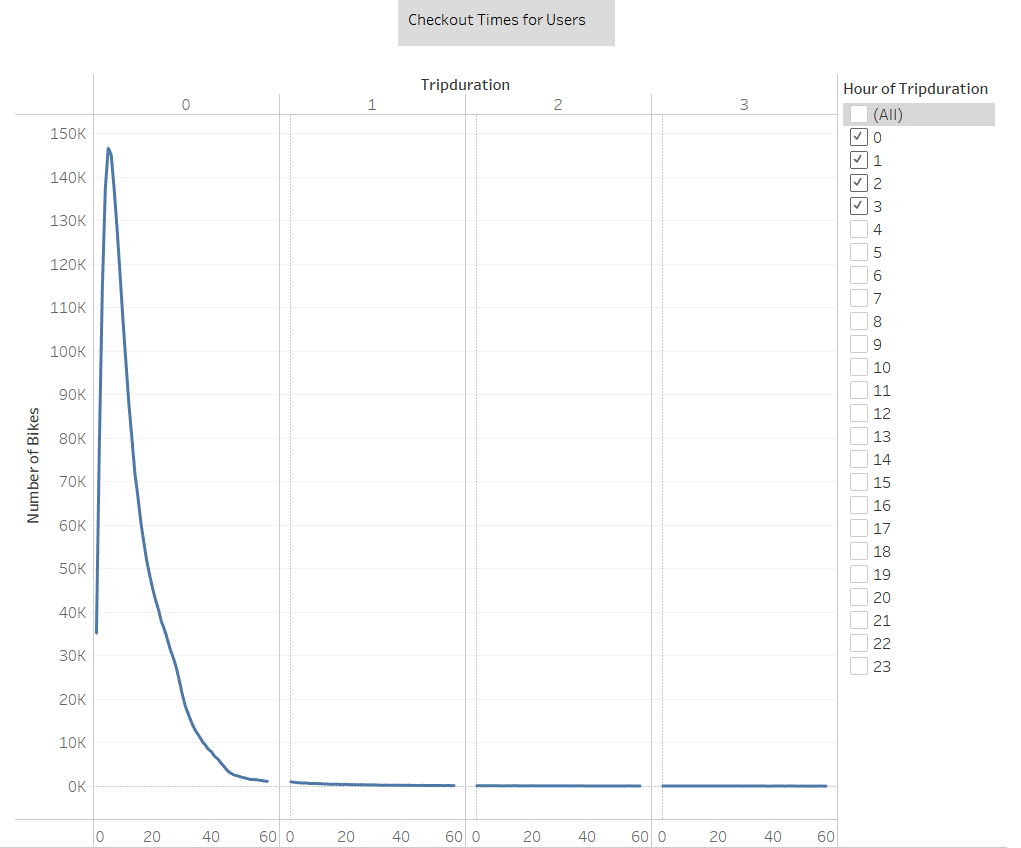 Checkout Times for Users
Tripduration
0 1 2 3
150K
140K
130K
120K
110K
100K
90K
80K
70K
60K
50K
40K
30K
20K
10K
0K
Number of Bikes
0 20 40 60 0 20 40 60 0 20 40 60 0 20 40 60
Hour of Tripduration
(All)
0
1
2
3
4
5
6
7
8
9
10
11
12
13
14
15
16
17
18
19
20
21
22
23